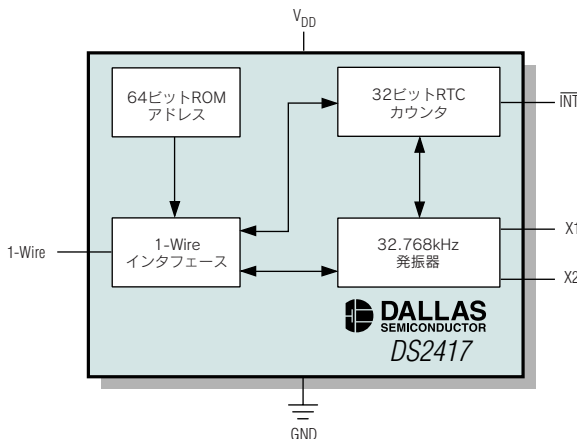 VDD
64ビットROM
アドレス
32ビットRTC
カウンタ
INT
1-Wire
1-Wire
インタフェース
32.768kHz
発振器
X1
X2
DALLAS
SEMICONDUCTOR
DS2417
GND